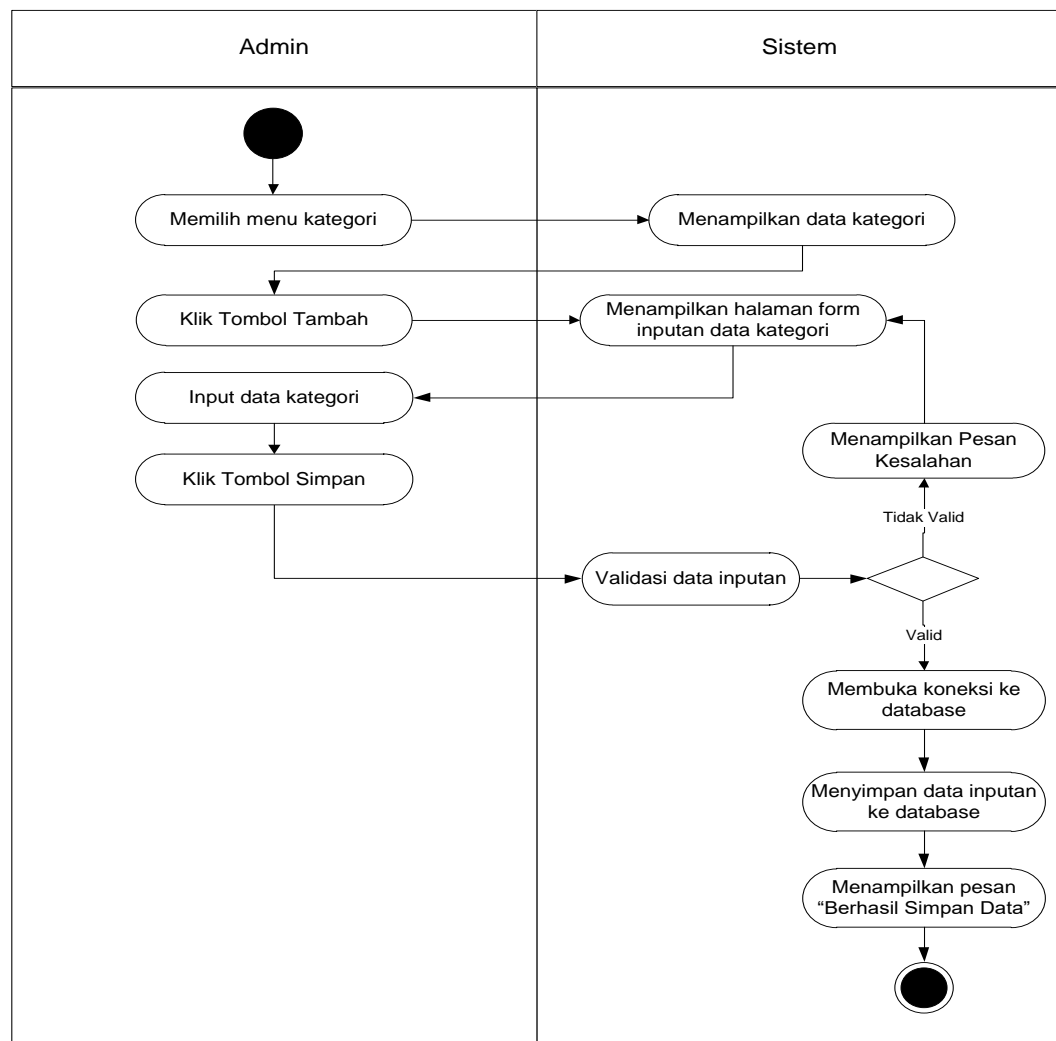 Admin
Sistem
Memilih menu kategori
Menampilkan data kategori
Klik Tombol Tambah
Menampilkan halaman form
inputan data kategori
Input data kategori
Menampilkan Pesan
Kesalahan
Klik Tombol Simpan
Tidak Valid
Validasi data inputan
Valid
Membuka koneksi ke
database
Menyimpan data inputan
ke database
Menampilkan pesan
“Berhasil Simpan Data”